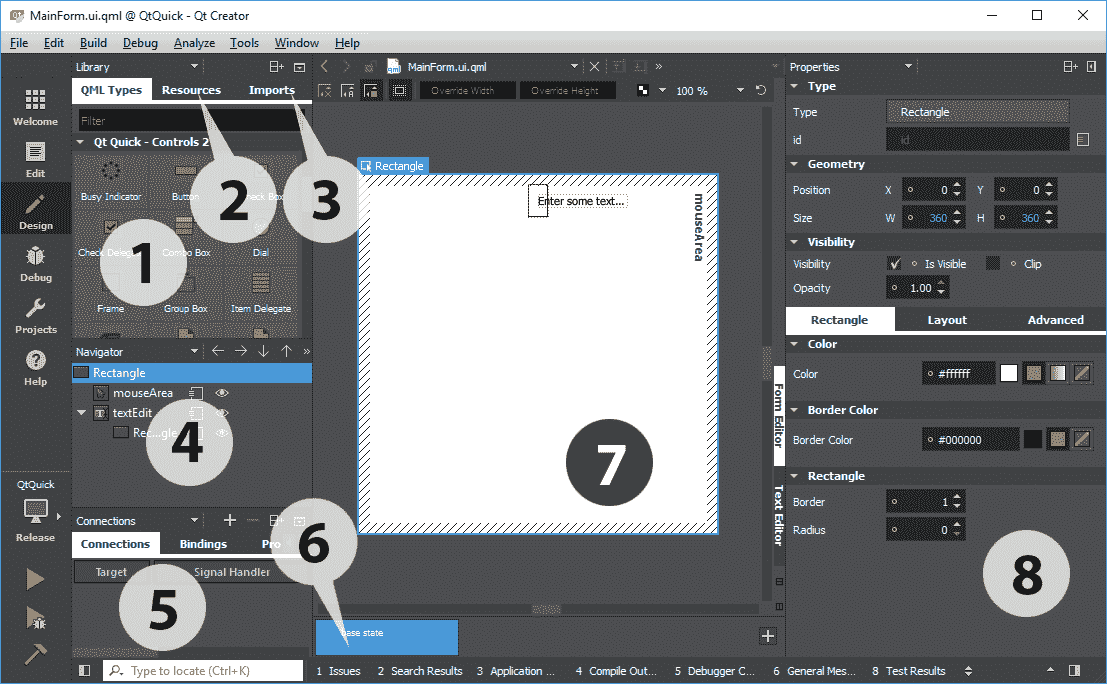 MainForm.ui.qml @ QtQuick - Qt Creator
File Edit Build Debug Analyze Tools Window Help
Welcome
Edit
Design
Debug
Projects
Help
QtQuick
Release
Library
QML Types Resources Imports
Filter
Qt Quick - Controls 2
Busy Indicator Button Check Box
Combo Box Dial
Frame Group Box Item Delegate
1
2
3
Navigator
Rectangle
mouseArea
textEdit
4
Connections
Connections Bindings Pro
Target Signal Handler
5
6
MainForm.ui.qml
Override Width Override Height 100 %
Rectangle
Enter some text...
mouseArea
7
Form Editor
Text Editor
base state
Properties
Type
Type Rectangle
id id
Geometry
Position X 0 Y 0
Size W 360 H 360
Visibility
Visibility Is Visible Clip
Opacity 1.00
Rectangle Layout Advanced
Color
Color #ffffff
Border Color
Border Color #000000
Rectangle
Border 1
Radius 0
8
Type to locate (Ctrl+K) 1 Issues 2 Search Results 3 Application ... 4 Compile Out... 5 Debugger C... 6 General Mes... 8 Test Results